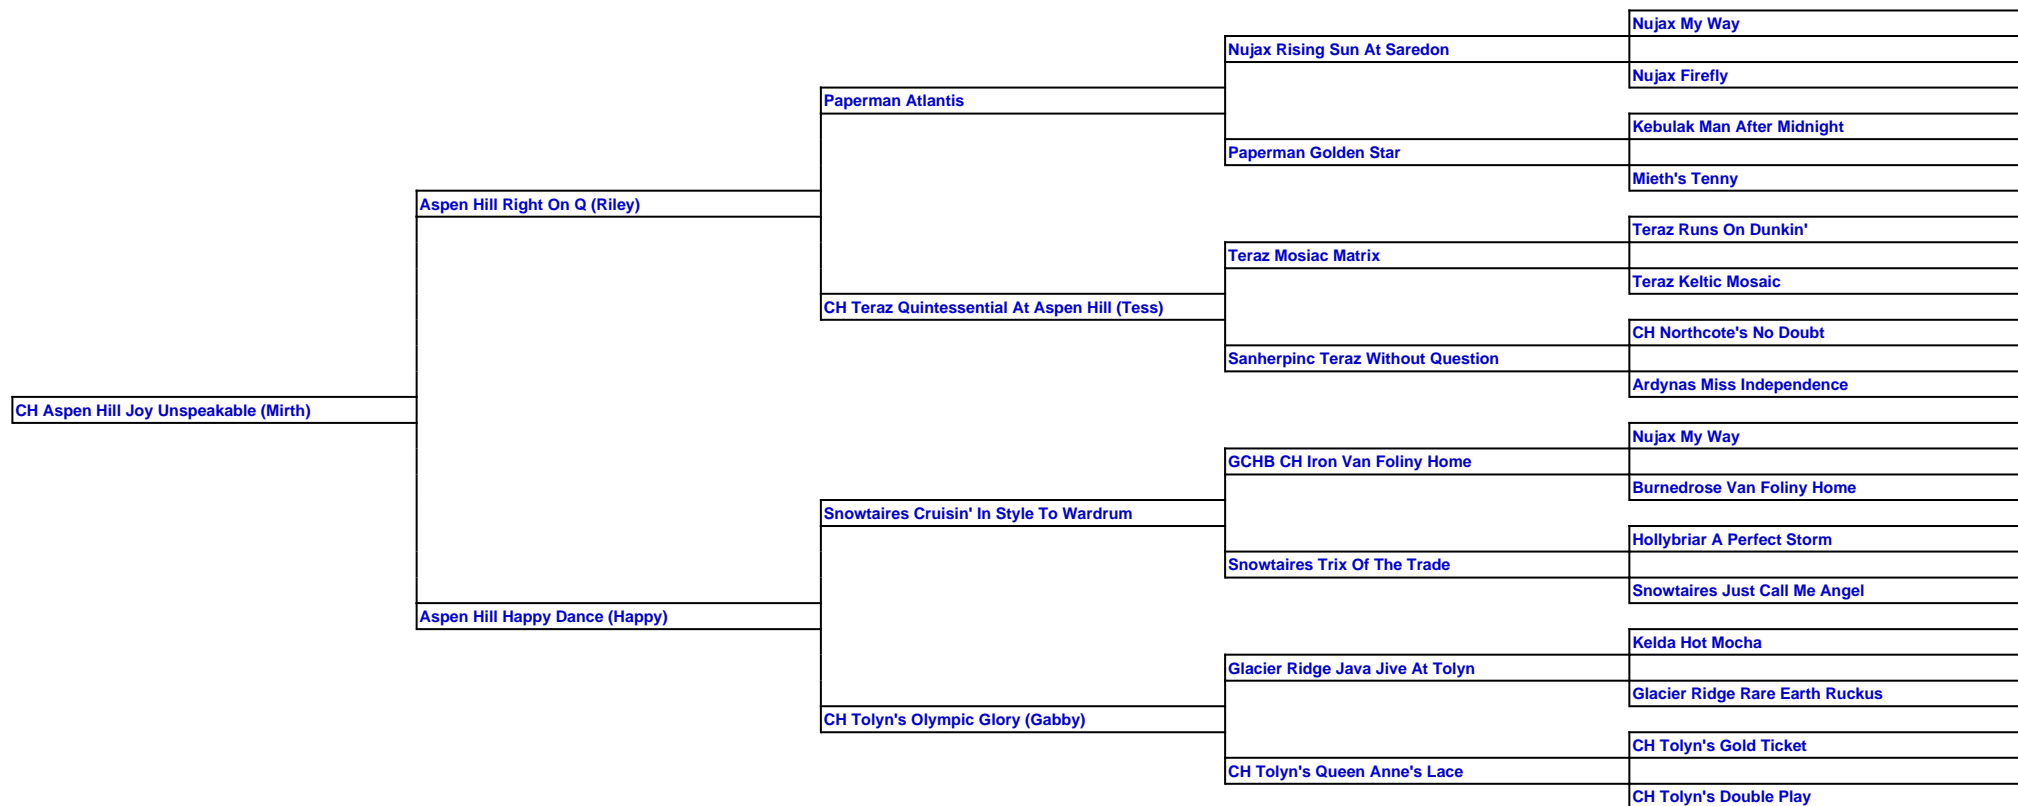 Nujax My Way
Nujax Rising Sun At Saredon
Nujax Firefly
Paperman Atlantis
Kebulak Man After Midnight
Paperman Golden Star
Mieth's Tenny
Aspen Hill Right On Q (Riley)
Teraz Runs On Dunkin'
Teraz Mosiac Matrix
Teraz Keltic Mosaic
CH Teraz Quintessential At Aspen Hill (Tess)
CH Northcote's No Doubt
Sanherpinc Teraz Without Question
Ardynas Miss Independence
CH Aspen Hill Joy Unspeakable (Mirth)
Nujax My Way
GCHB CH Iron Van Foliny Home
Burnedrose Van Foliny Home
Snowtaires Cruisin' In Style To Wardrum
Hollybriar A Perfect Storm
Snowtaires Trix Of The Trade
Snowtaires Just Call Me Angel
Aspen Hill Happy Dance (Happy)
Kelda Hot Mocha
Glacier Ridge Java Jive At Tolyn
Glacier Ridge Rare Earth Ruckus
CH Tolyn's Olympic Glory (Gabby)
CH Tolyn's Gold Ticket
CH Tolyn's Queen Anne's Lace
CH Tolyn's Double Play